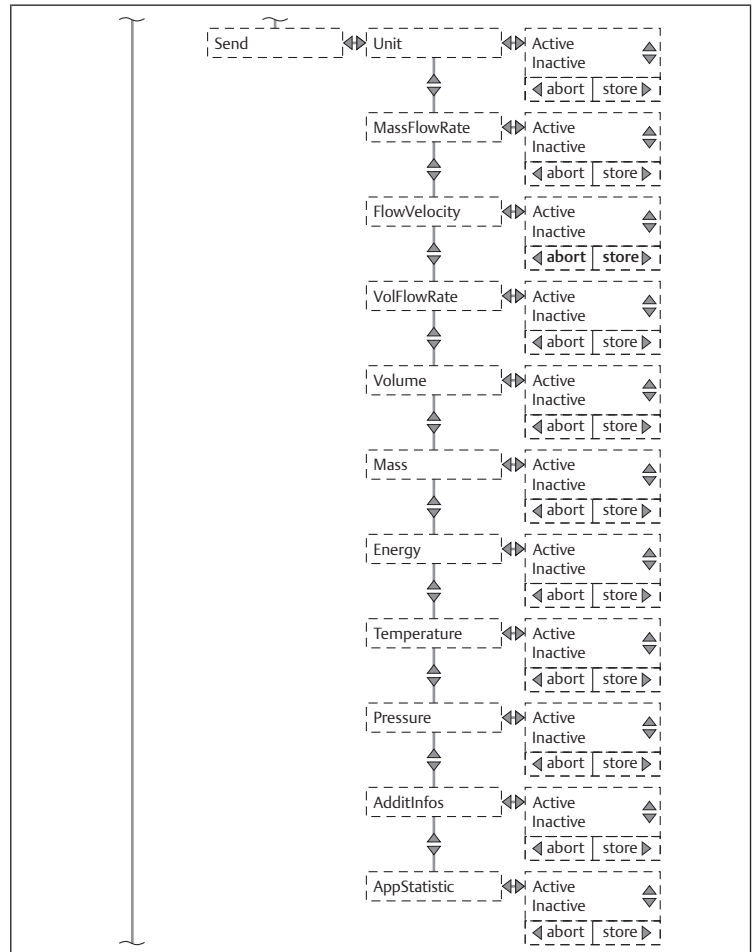 Send Unit Active
Inactive
abort store
MassFlowRate Active
Inactive
abort store
FlowVelocity Active
Inactive
abort store
VolFlowRate Active
Inactive
abort store
Volume Active
Inactive
abort store
Mass Active
Inactive
abort store
Energy Active
Inactive
abort store
Temperature Active
Inactive
abort store
Pressure Active
Inactive
abort store
AdditInfos Active
Inactive
abort store
AppStatistic Active
Inactive
abort store